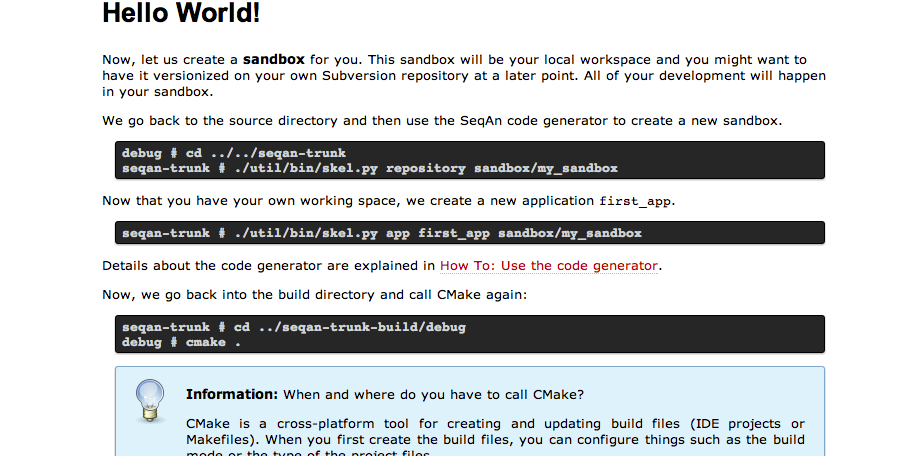 Hello World!
Now, let us create a sandbox for you. This sandbox will be your local workspace and you might want to
have it versionized on your own Subversion repository at a later point. All of your development will happen
in your sandbox.
We go back to the source directory and then use the SeqAn code generator to create a new sandbox.
debug # cd ../../seqan-trunk
seqan-trunk # ./util/bin/skel.py repository sandbox/my_sandbox
Now that you have your own working space, we create a new application first_app.
seqan-trunk # ./util/bin/skel.py app first_app sandbox/my_sandbox
Details about the code generator are explained in How To: Use the code generator.
Now, we go back into the build directory and call CMake again:
seqan-trunk # cd ../seqan-trunk-build/debug
debug # cmake .
Information: When and where do you have to call CMake?
CMake is a cross-platform tool for creating and updating build files (IDE projects or
Makefiles). When you first create the build files, you can configure things such as the build
mode or the type of the project files.